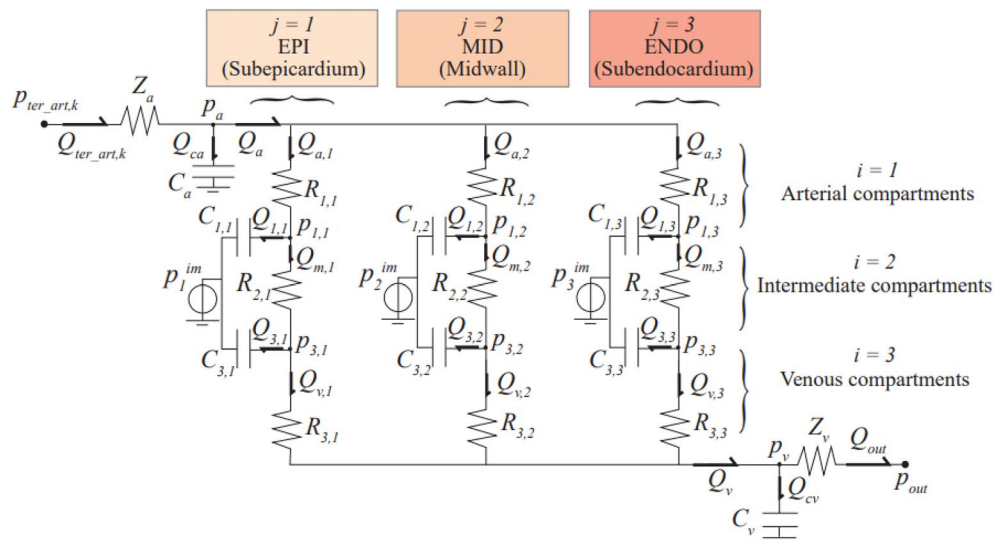 j = 1
EPI
(Subepicardium)
j = 2
MID
(Midwall)
j = 3
ENDO
(Subendocardium)
p_ter_art,k
Z_a
p_a
Q_ter_art,k
Q_ca
Q_a
Q_a,1
Q_a,2
Q_a,3
C_a
R_1,1
R_1,2
R_1,3
i = 1
Arterial compartments
C_1,1
Q_1,1
p_1,1
C_1,2
Q_1,2
p_1,2
C_1,3
Q_1,3
p_1,3
Q_m,1
Q_m,2
Q_m,3
p_1^im
R_2,1
p_2^im
R_2,2
p_3^im
R_2,3
i = 2
Intermediate compartments
Q_3,1
p_3,1
C_3,1
Q_3,2
p_3,2
C_3,2
Q_3,3
p_3,3
C_3,3
i = 3
Venous compartments
Q_v,1
Q_v,2
Q_v,3
R_3,1
R_3,2
R_3,3
p_v
Z_v
Q_out
Q_v
Q_cv
p_out
C_v